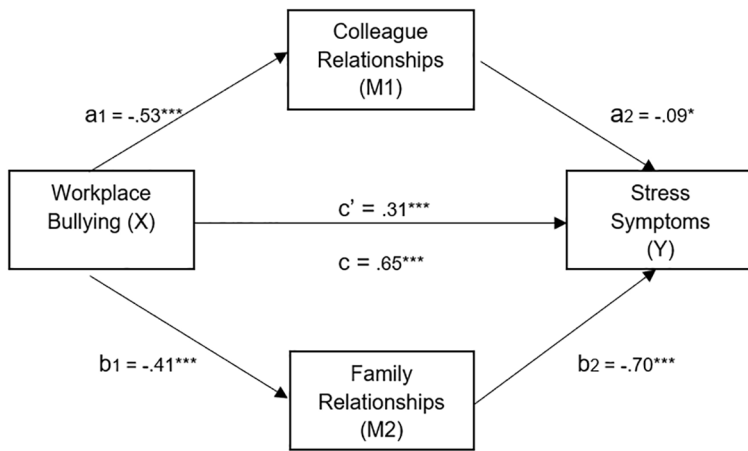 Colleague
Relationships
(M1)
a1 = -.53***
a2 = -.09*
Workplace
Bullying (X)
c’ = .31***
c = .65***
Stress
Symptoms
(Y)
b1 = -.41***
b2 = -.70***
Family
Relationships
(M2)